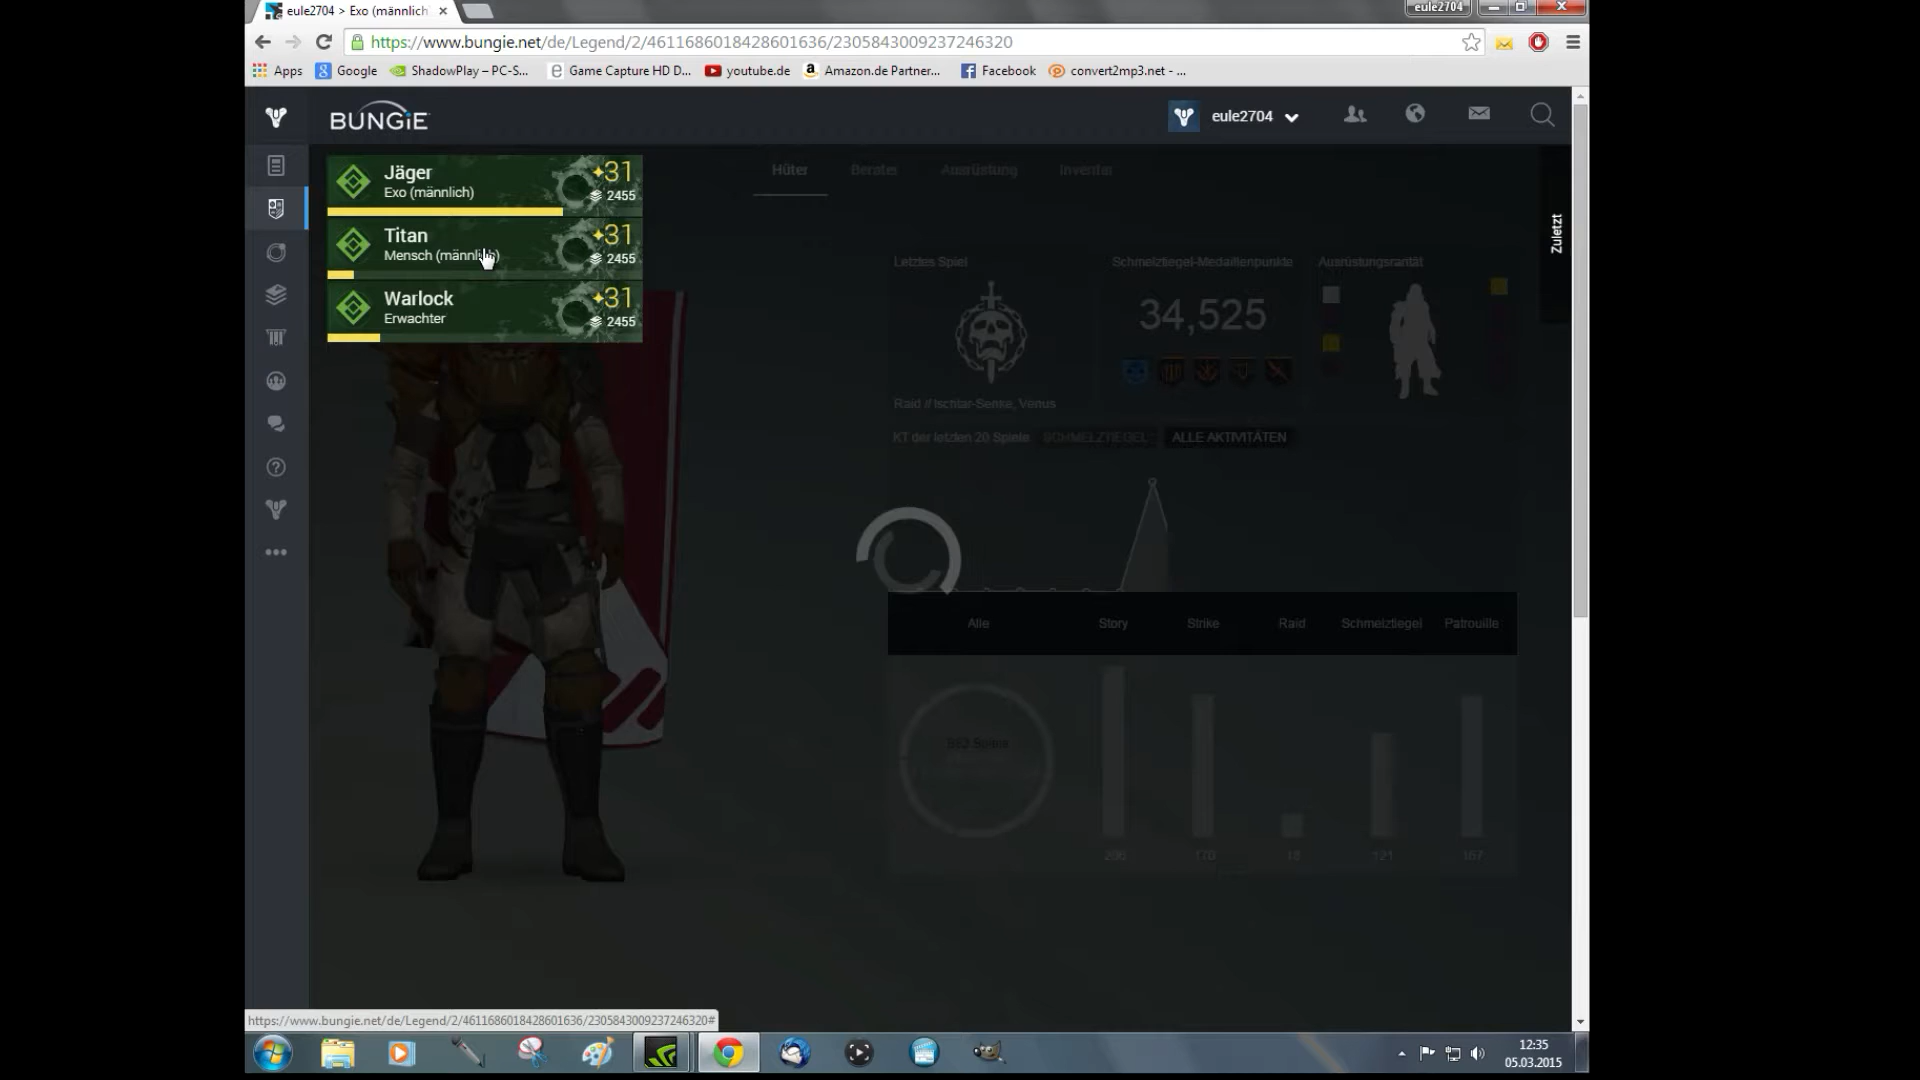 eule2704 > Exo (männlich
eule2704
https://www.bungie.net/de/Legend/2/4611686018428601636/2305843009237246320
Apps
Google
ShadowPlay – PC-S...
Game Capture HD D...
youtube.de
Amazon.de Partner...
Facebook
convert2mp3.net - ...
BUNGiE
eule2704
Hüter
Berater
Ausrüstung
Inventar
Jäger
Exo (männlich)
31
2455
Titan
Mensch (männlich)
31
2455
Warlock
Erwachter
31
2455
Zuletzt
Letztes Spiel
Schmelztiegel-Medaillenpunkte
Ausrüstungsrarität
34,525
Raid // Ischtar-Senke, Venus
KT der letzten 20 Spiele
SCHMELZTIEGEL
ALLE AKTIVITÄTEN
Alle
Story
Strike
Raid
Schmelztiegel
Patrouille
170
18
121
167
https://www.bungie.net/de/Legend/2/4611686018428601636/2305843009237246320#
12:35
05.03.2015